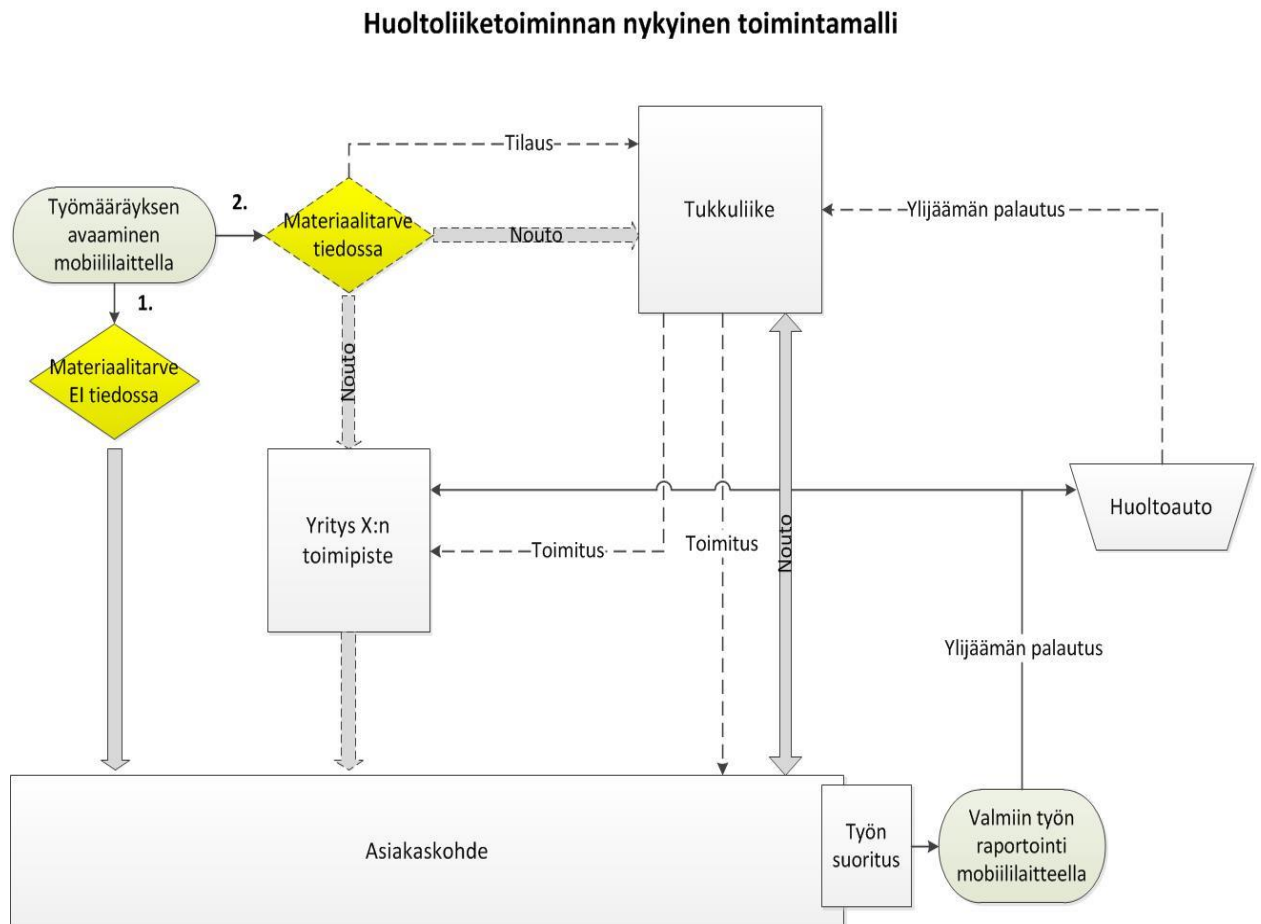 Huoltoliiketoiminnan nykyinen toimintamalli
Tilaus
Työmääräyksen
avaaminen
mobiililaittella
2.
Materiaalitarve
tiedossa
Nouto
Tukkuliike
Ylijäämän palautus
1.
Materiaalitarve
EI tiedossa
Nouto
Yritys X:n
toimipiste
Toimitus
Toimitus
Nouto
Huoltoauto
Ylijäämän palautus
Asiakaskohde
Työn
suoritus
Valmiin työn
raportointi
mobiililaitteella